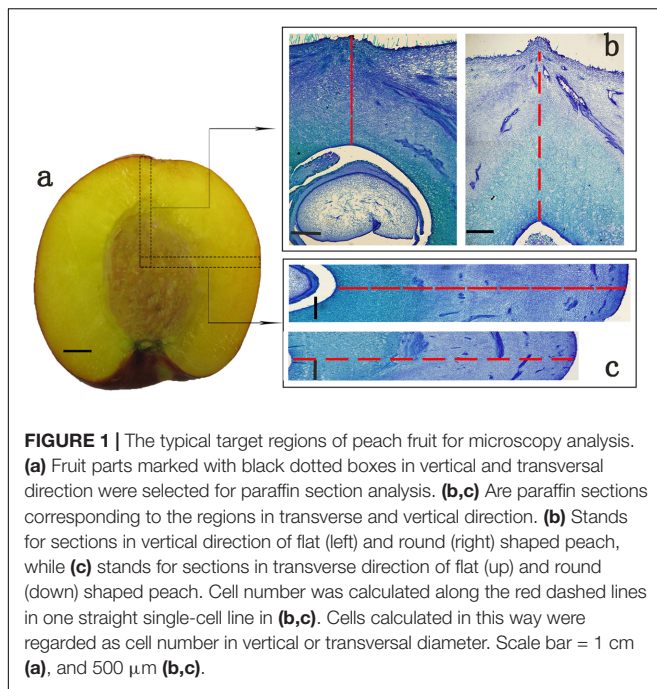 a
b
c
FIGURE 1 | The typical target regions of peach fruit for microscopy analysis.
(a) Fruit parts marked with black dotted boxes in vertical and transversal
direction were selected for paraffin section analysis. (b,c) Are paraffin sections
corresponding to the regions in transverse and vertical direction. (b) Stands
for sections in vertical direction of flat (left) and round (right) shaped peach,
while (c) stands for sections in transverse direction of flat (up) and round
(down) shaped peach. Cell number was calculated along the red dashed lines
in one straight single-cell line in (b,c). Cells calculated in this way were
regarded as cell number in vertical or transversal diameter. Scale bar = 1 cm
(a), and 500 μm (b,c).